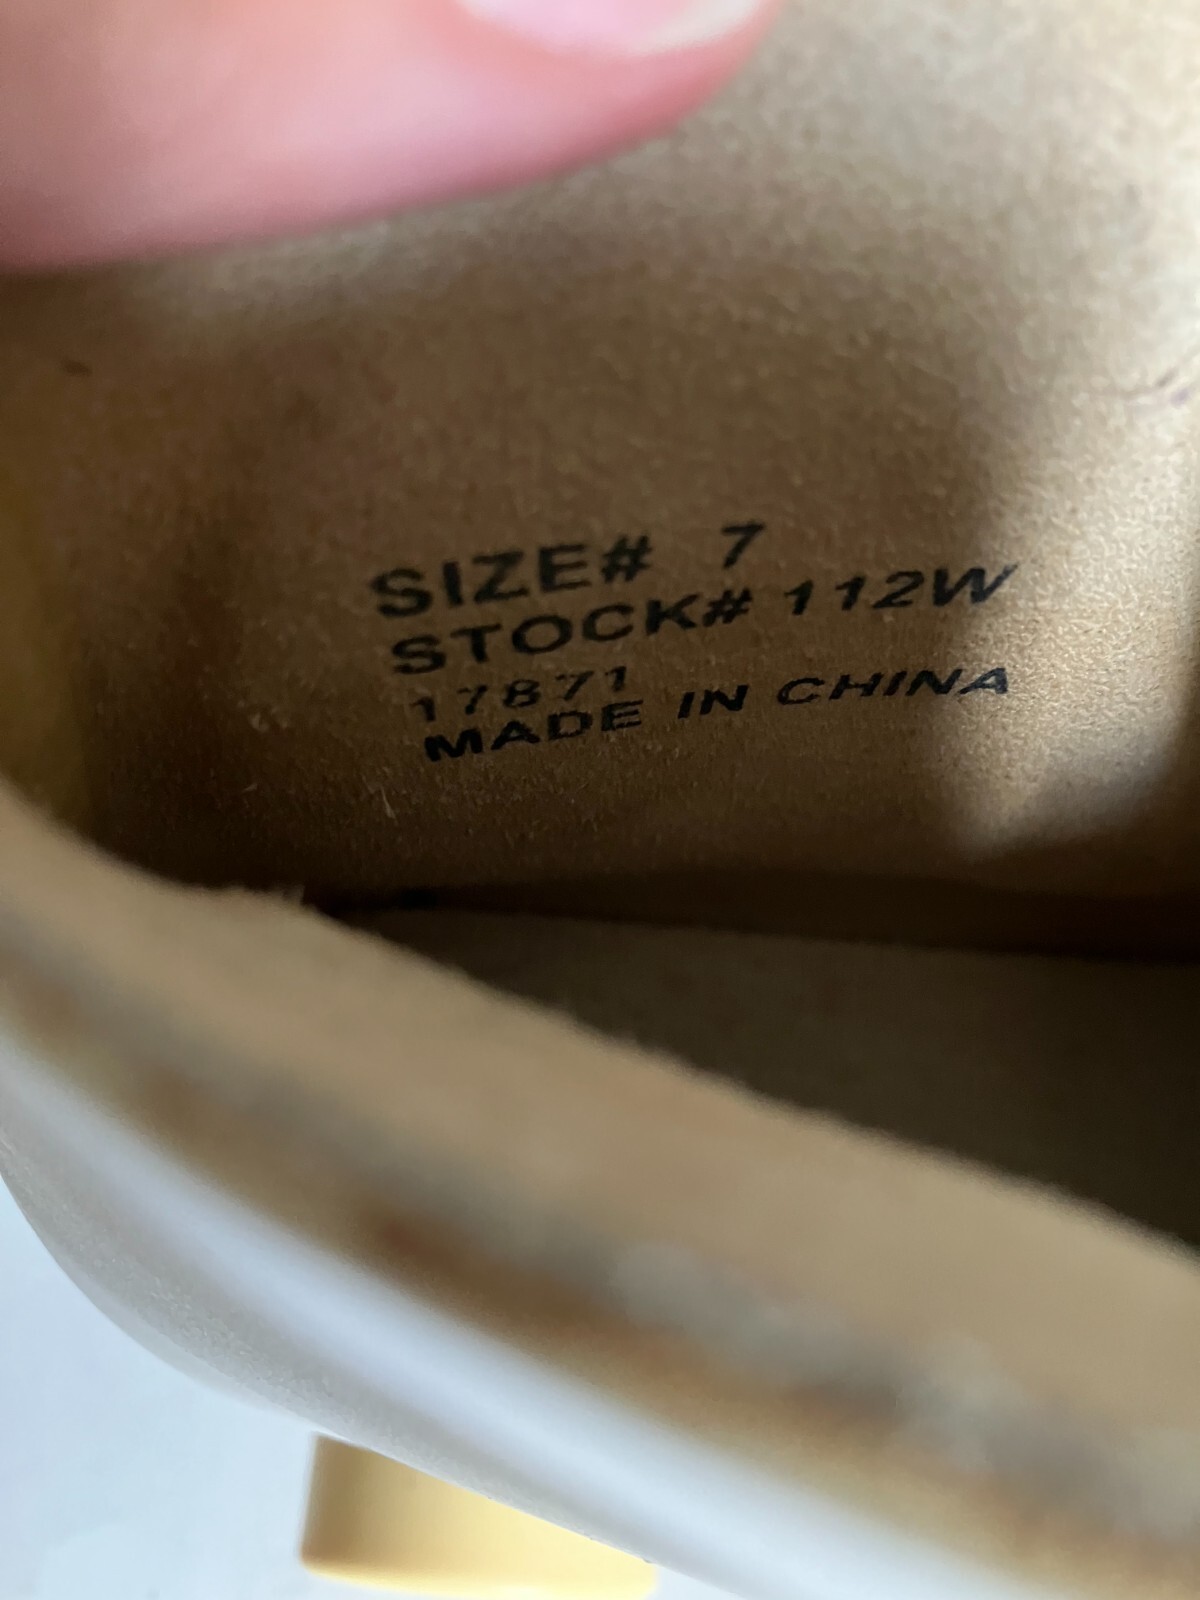 SIZE# 7
STOCK# 112W
17871
MADE IN CHINA